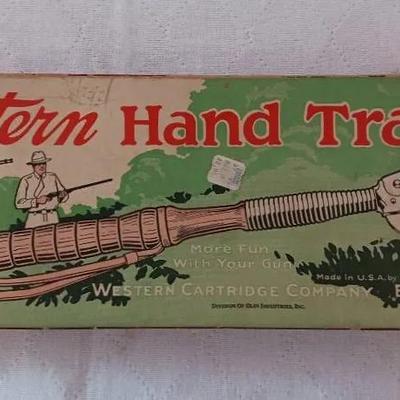 tern Hand Tra
More Fun
With Your Gun
Made in U.S.A. by
WESTERN CARTRIDGE COMPANY
DIVISION OF OLIN INDUSTRIES, INC.